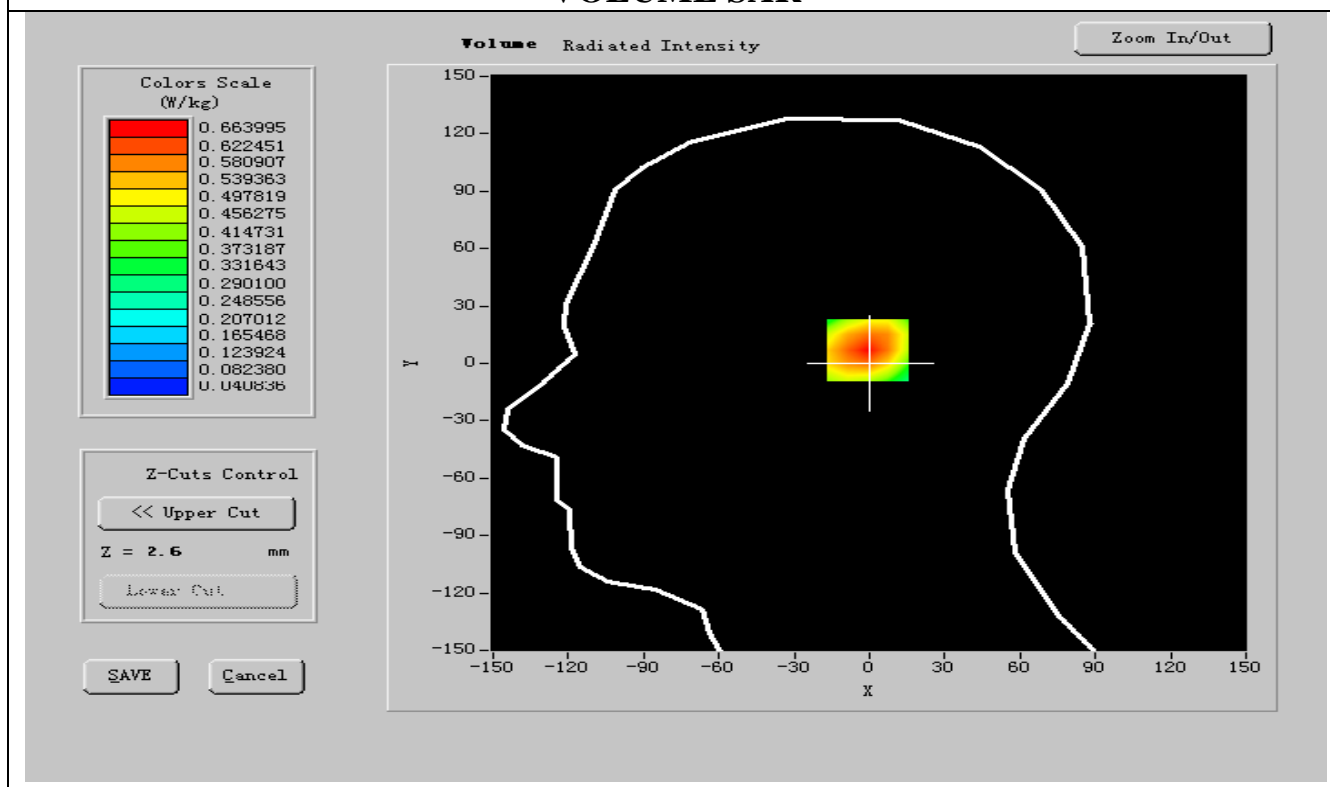 VOLUME SAR
Volume Radiated Intensity
Zoom In/Out
Colors Scale
(W/kg)
0.663995
0.622451
0.580907
0.539363
0.497819
0.456275
0.414731
0.373187
0.331643
0.290100
0.248556
0.207012
0.165468
0.123924
0.082380
0.040836
Z-Cuts Control
<< Upper Cut
Z = 2.6 mm
Lower Cut
SAVE
Cancel
150
120
90
60
30
0
-30
-60
-90
-120
-150
Y
-150 -120 -90 -60 -30 0 30 60 90 120 150
X